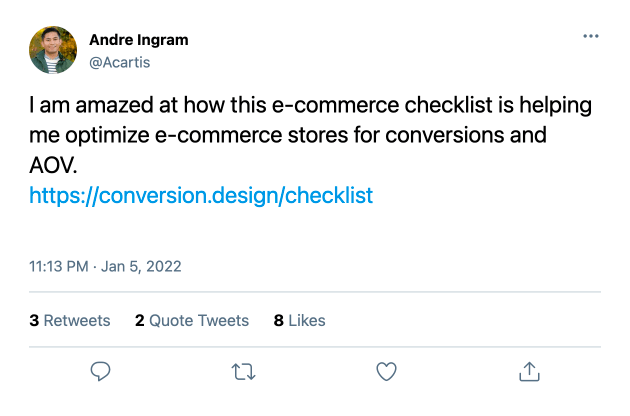 Andre Ingram
@Acartis
I am amazed at how this e-commerce checklist is helping
me optimize e-commerce stores for conversions and
AOV.
https://conversion.design/checklist
11:13 PM · Jan 5, 2022
3 Retweets 2 Quote Tweets 8 Likes